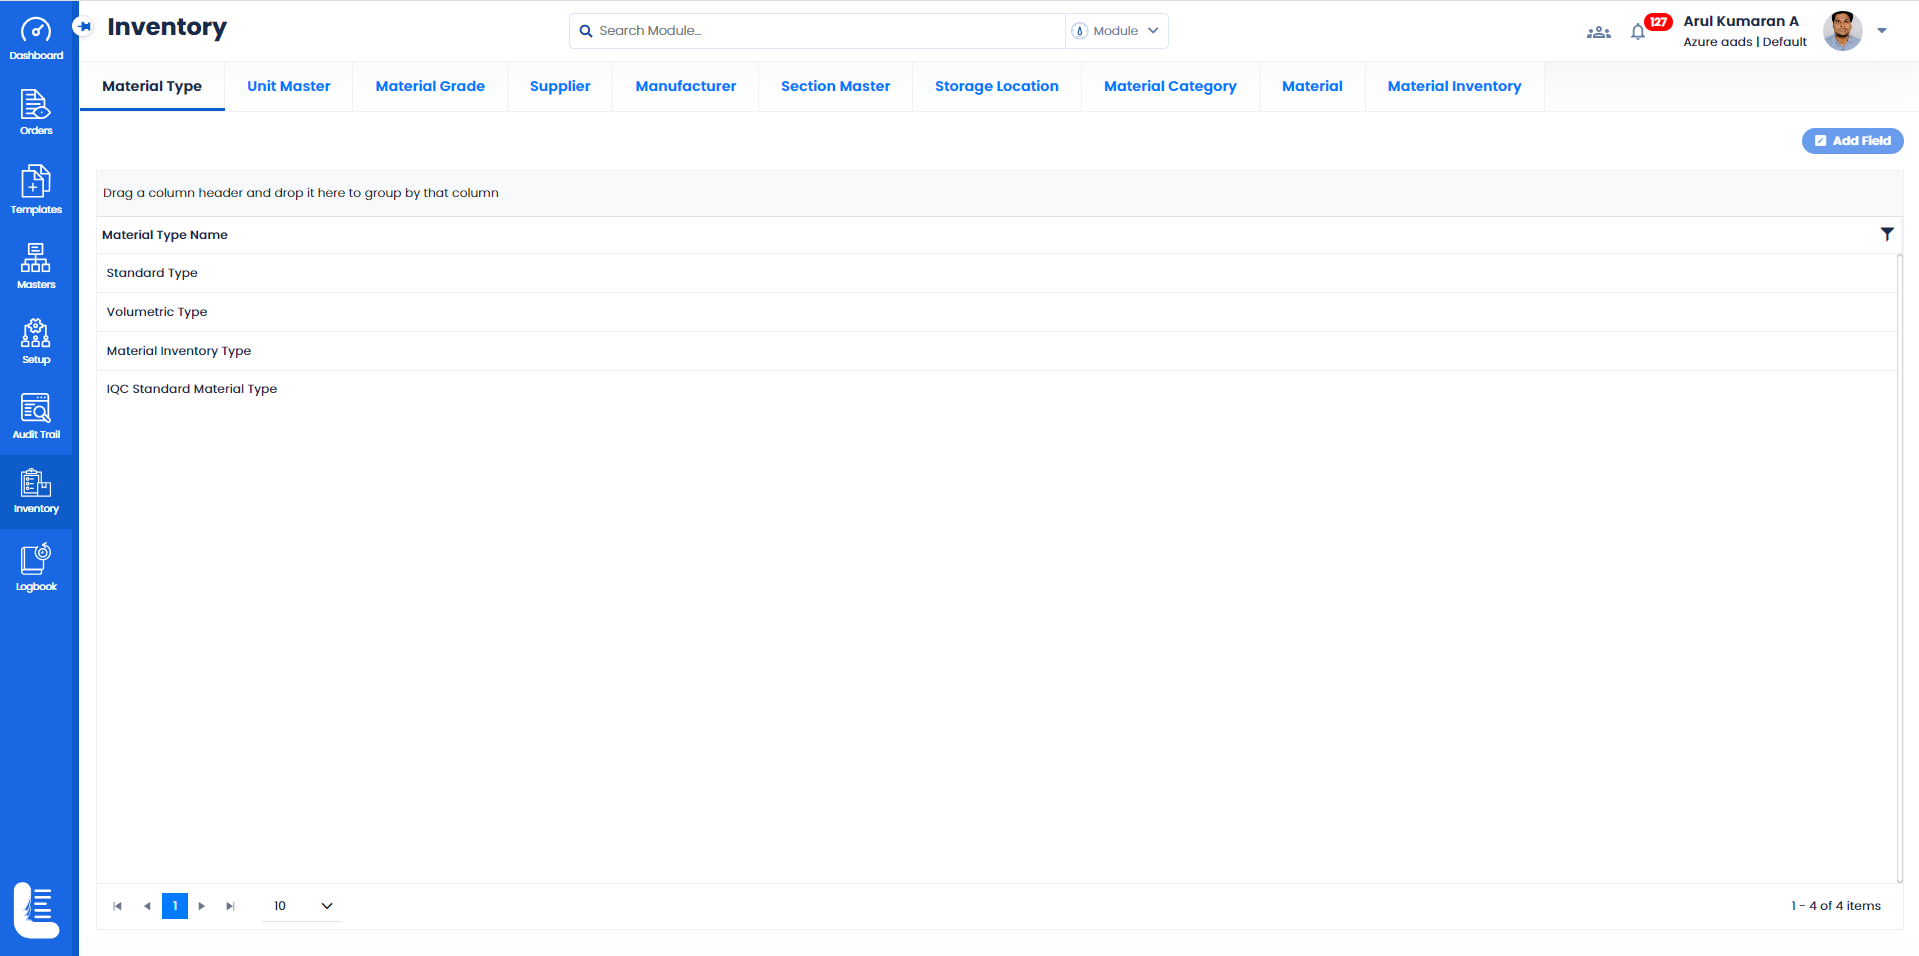 Inventory
Search Module...
Module
127
Arul Kumaran A
Azure aads | Default
Dashboard
Orders
Templates
Masters
Setup
Audit Trail
Inventory
Logbook
Material Type
Unit Master
Material Grade
Supplier
Manufacturer
Section Master
Storage Location
Material Category
Material
Material Inventory
Add Field
Drag a column header and drop it here to group by that column
Material Type Name
Standard Type
Volumetric Type
Material Inventory Type
IQC Standard Material Type
1
10
1 - 4 of 4 items